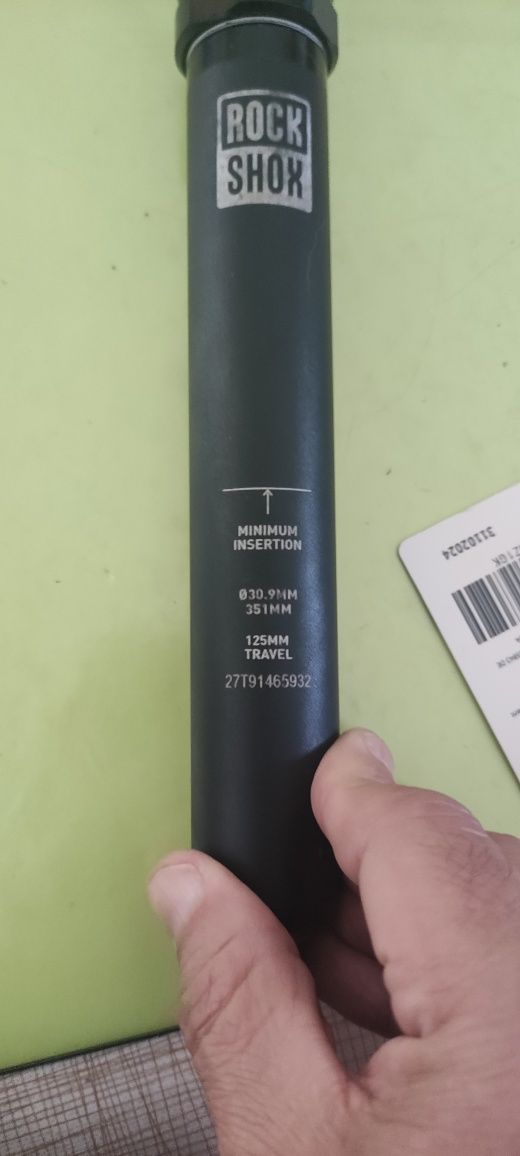 ROCK
SHOX
MINIMUM
INSERTION
Ø30.9MM
351MM
125MM
TRAVEL
27T91465932
31102024